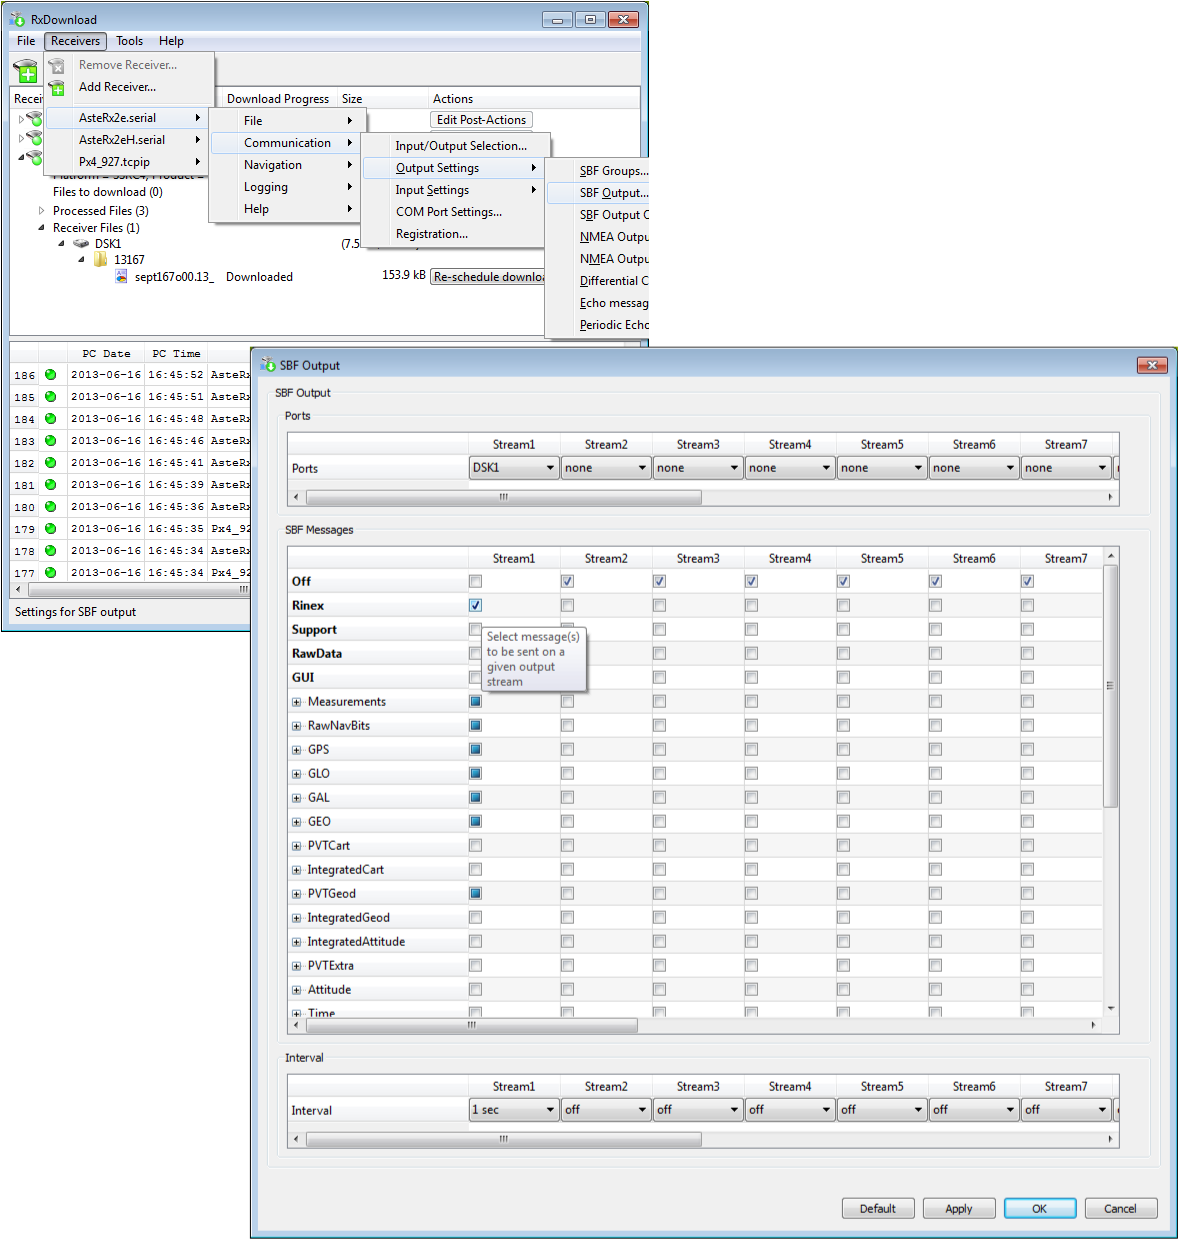 RxDownload
File Receivers Tools Help
Remove Receiver...
Add Receiver...
Download Progress Size Actions
AsteRx2e.serial
AsteRx2eH.serial
Px4_927.tcpip
File
Communication
Navigation
Logging
Help
Edit Post-Actions
Input/Output Selection...
Output Settings
Input Settings
COM Port Settings...
Registration...
SBF Groups...
SBF Output...
SBF Output
NMEA Outpu
NMEA Outpu
Differential C
Echo messag
Periodic Echo
Files to download (0)
Processed Files (3)
Receiver Files (1)
DSK1 (7.5
13167
sept167o00.13_ Downloaded 153.9 kB Re-schedule downloa
PC Date PC Time
186 2013-06-16 16:45:52 AsteRx
185 2013-06-16 16:45:51 AsteRx
184 2013-06-16 16:45:48 AsteRx
183 2013-06-16 16:45:46 AsteRx
182 2013-06-16 16:45:41 AsteRx
181 2013-06-16 16:45:39 AsteRx
180 2013-06-16 16:45:36 AsteRx
179 2013-06-16 16:45:35 Px4_92
178 2013-06-16 16:45:34 AsteRx
177 2013-06-16 16:45:34 Px4_92
Settings for SBF output
SBF Output
SBF Output
Ports
Stream1 Stream2 Stream3 Stream4 Stream5 Stream6 Stream7
Ports DSK1 none none none none none none
SBF Messages
Stream1 Stream2 Stream3 Stream4 Stream5 Stream6 Stream7
Off
Rinex
Support
RawData
GUI
Select message(s)
to be sent on a
given output
stream
Measurements
RawNavBits
GPS
GLO
GAL
GEO
PVTCart
IntegratedCart
PVTGeod
IntegratedGeod
IntegratedAttitude
PVTExtra
Attitude
Time
Interval
Stream1 Stream2 Stream3 Stream4 Stream5 Stream6 Stream7
Interval 1 sec off off off off off off
Default Apply OK Cancel